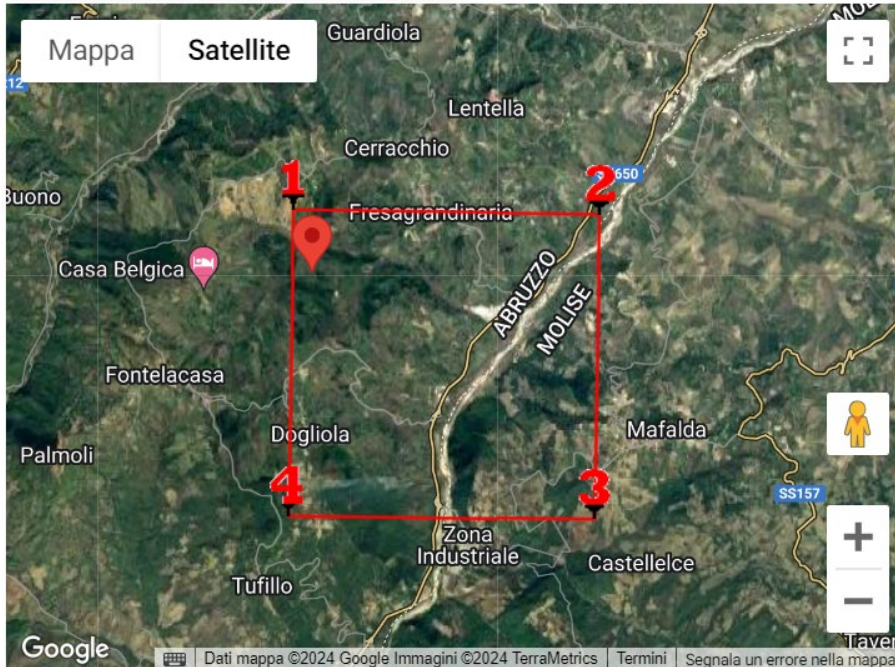 Guardiola
Mappa
Satellite
Lentella
Cerracchio
1
2
650
Buono
Fresagrandinaria
Casa Belgica
ABRUZZO
MOLISE
Fontelacasa
Dogliola
Mafalda
Palmoli
4
3
SS157
Zona
Industriale
Castellelce
Tufillo
Google
Dati mappa ©2024 Google Immagini ©2024 TerraMetrics
Termini
Segnala un errore nella mappa